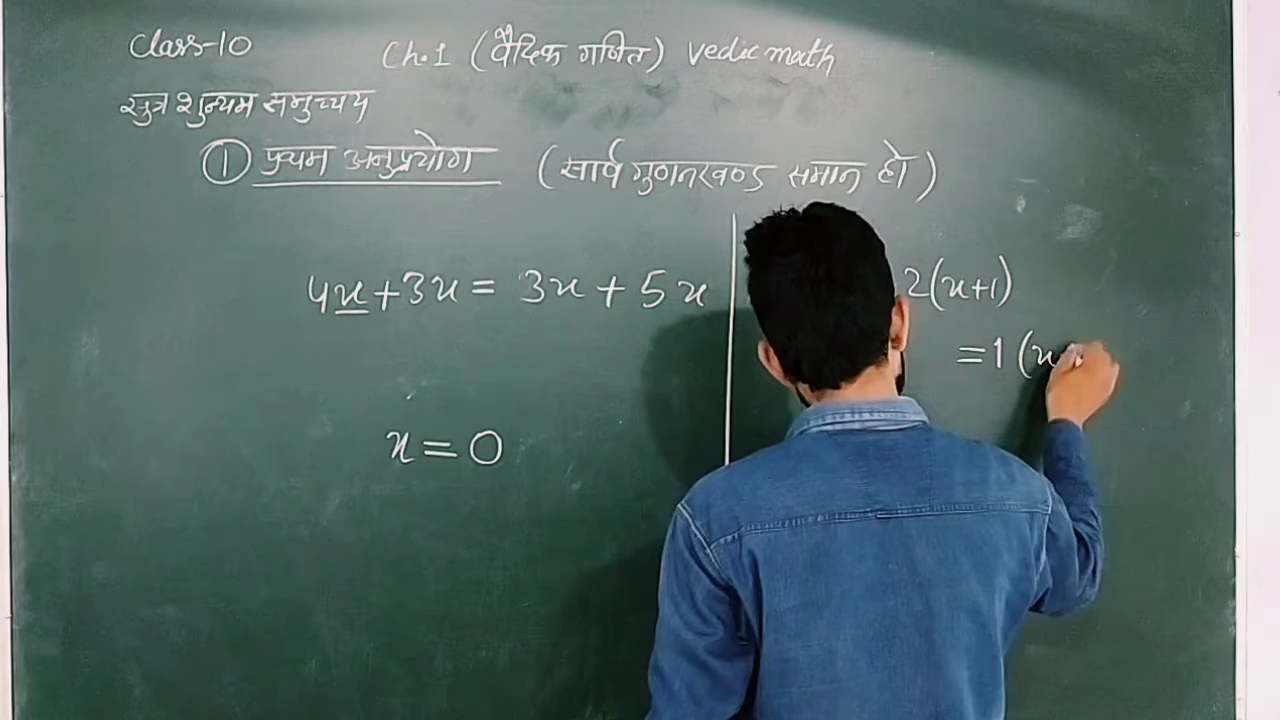 Class-10
Ch.1 (वैदिक गणित) vedic math
सुत्र शुन्यम समुच्चय
① प्रथम अनुप्रयोग (सार्व गुणनखण्ड समान हो)
4x+3x = 3x + 5x
2(x+1)
=1(x
x = 0